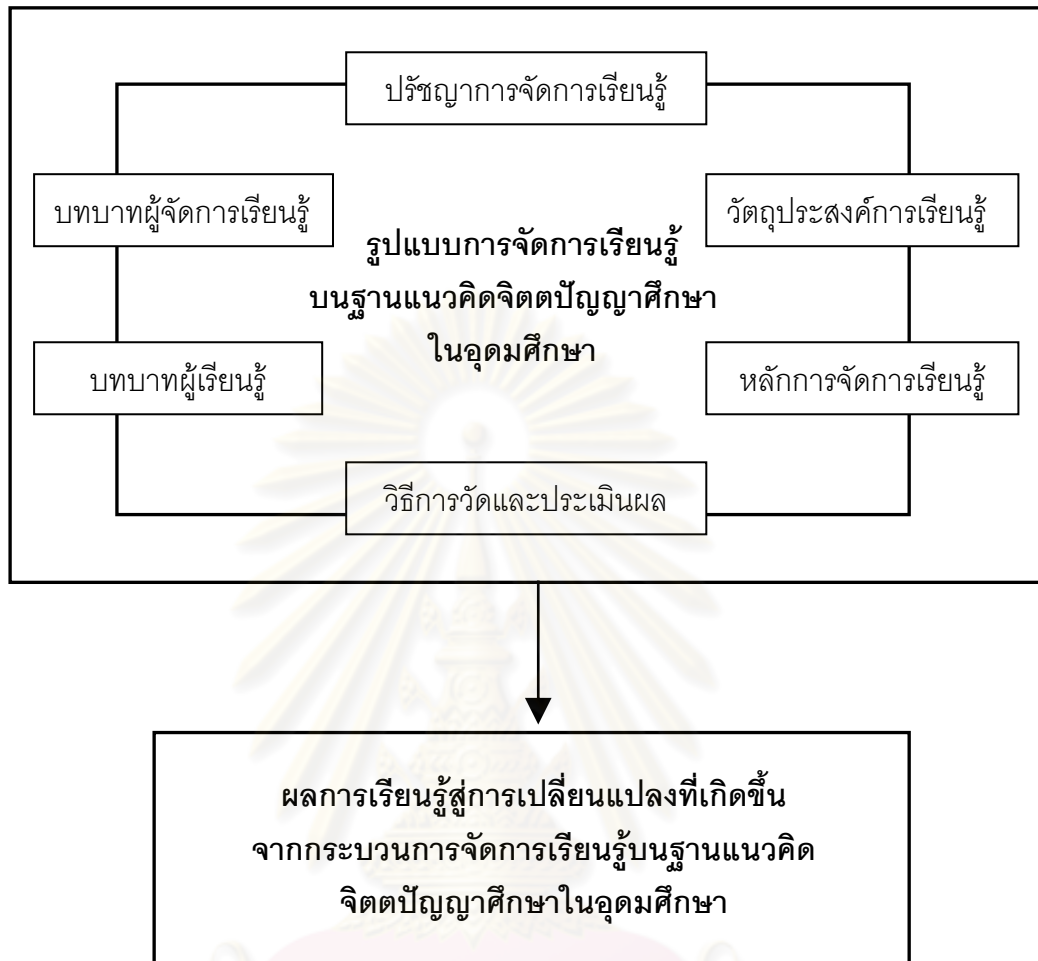 ปรัชญาการจัดการเรียนรู้
บทบาทผู้จัดการเรียนรู้
วัตถุประสงค์การเรียนรู้
รูปแบบการจัดการเรียนรู้
บนฐานแนวคิดจิตตปัญญาศึกษา
ในอุดมศึกษา
บทบาทผู้เรียนรู้
หลักการจัดการเรียนรู้
วิธีการวัดและประเมินผล
ผลการเรียนรู้สู่การเปลี่ยนแปลงที่เกิดขึ้น
จากกระบวนการจัดการเรียนรู้บนฐานแนวคิด
จิตตปัญญาศึกษาในอุดมศึกษา